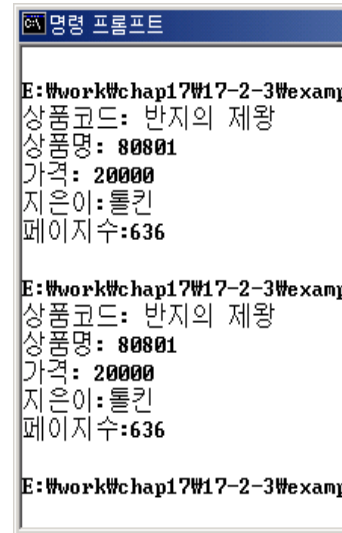 명령 프롬프트
E:₩work₩chap17₩17-2-3₩examp
상품코드: 반지의 제왕
상품명: 80801
가격: 20000
지은이:톨킨
페이지수:636
E:₩work₩chap17₩17-2-3₩examp
상품코드: 반지의 제왕
상품명: 80801
가격: 20000
지은이:톨킨
페이지수:636
E:₩work₩chap17₩17-2-3₩examp